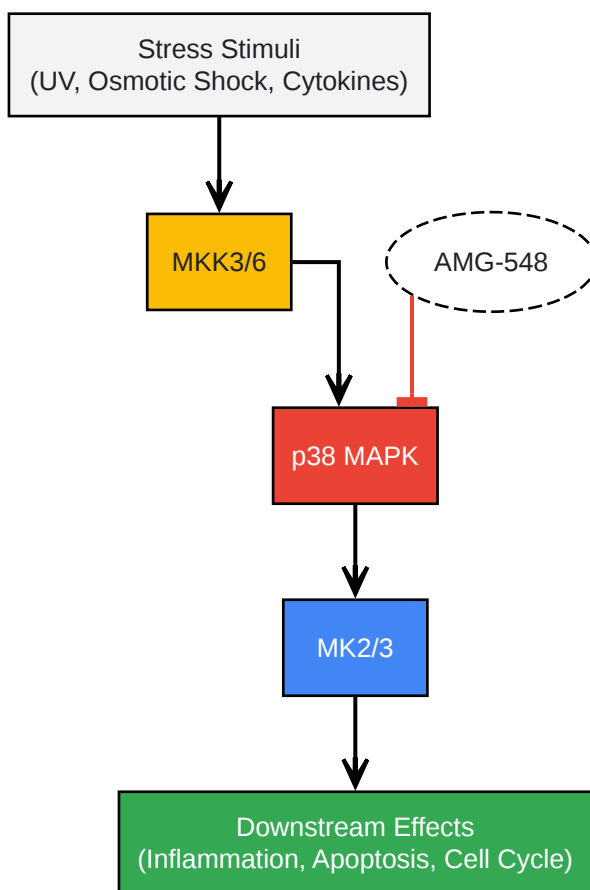 Stress Stimuli
(UV, Osmotic Shock, Cytokines)
MKK3/6
AMG-548
p38 MAPK
MK2/3
Downstream Effects
(Inflammation, Apoptosis, Cell Cycle)